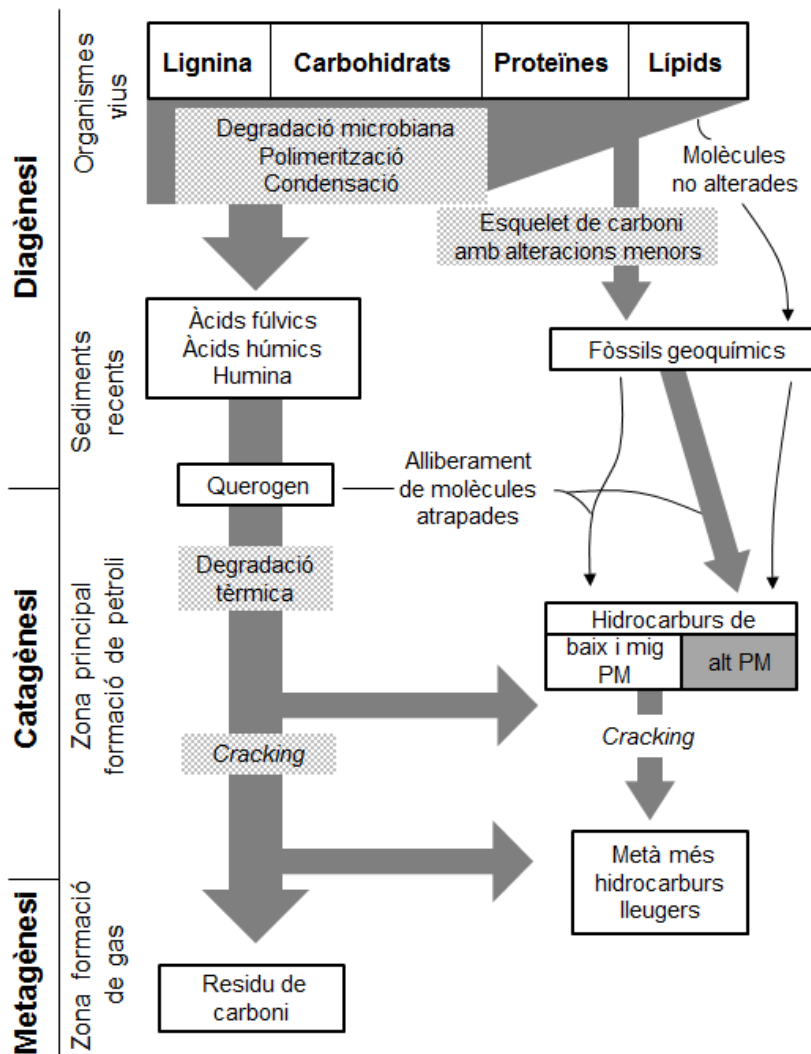 Lignina
Carbohidrats
Proteïnes
Lípids
Organismes
vius
Degradació microbiana
Polimerització
Condensació
Molècules
no alterades
Esquelet de carboni
amb alteracions menors
Diagènesi
Sediments
recents
Àcids fúlvics
Àcids húmics
Humina
Fòssils geoquímics
Querogen
Alliberament
de molècules
atrapades
Catagènesi
Zona principal
formació de petroli
Degradació
tèrmica
Hidrocarburs de
baix i mig
PM
alt PM
Cracking
Cracking
Metà més
hidrocarburs
lleugers
Metagènesi
Zona formació
de gas
Residu de
carboni